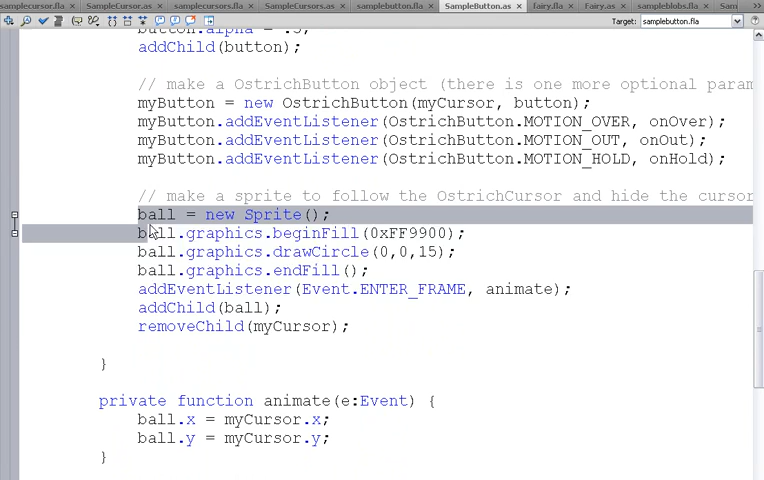 samplecursor.fla SampleCursor.as samplecursors.fla SampleCursors.as samplebutton.fla SampleButton.as fairy.fla Fairy.as sampleblobs.fla Sam
Target: samplebutton.fla
addChild(button);
// make a OstrichButton object (there is one more optional param
myButton = new OstrichButton(myCursor, button);
myButton.addEventListener(OstrichButton.MOTION_OVER, onOver);
myButton.addEventListener(OstrichButton.MOTION_OUT, onOut);
myButton.addEventListener(OstrichButton.MOTION_HOLD, onHold);
// make a sprite to follow the OstrichCursor and hide the cursor
ball = new Sprite();
ball.graphics.beginFill(0xFF9900);
ball.graphics.drawCircle(0,0,15);
ball.graphics.endFill();
addEventListener(Event.ENTER_FRAME, animate);
addChild(ball);
removeChild(myCursor);
}
private function animate(e:Event) {
ball.x = myCursor.x;
ball.y = myCursor.y;
}